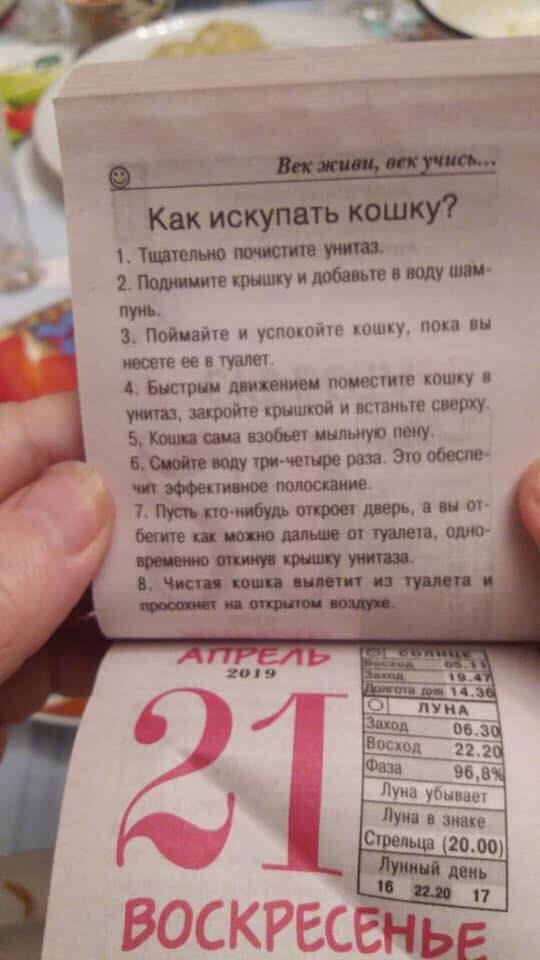 Век живи, век учись...
Как искупать кошку?
1. Тщательно почистите унитаз.
2. Поднимите крышку и добавьте в воду шам-
пунь.
3. Поймайте и успокойте кошку, пока вы
несете ее в туалет.
4. Быстрым движением поместите кошку в
унитаз, закройте крышкой и встаньте сверху.
5. Кошка сама взобьет мыльную пену.
6. Смойте воду три-четыре раза. Это обеспе-
чит эффективное полоскание.
7. Пусть кто-нибудь откроет дверь, а вы от-
бегите как можно дальше от туалета, одно-
временно откинув крышку унитаза.
8. Чистая кошка вылетит из туалета и
просохнет на открытом воздухе.
АПРЕЛЬ
2019
21
ВОСКРЕСЕНЬЕ
СОЛНЦЕ
Восход 05.11
Заход 19.47
Долгота дня 14.36
ЛУНА
Заход 06.30
Восход 22.20
Фаза 96,8%
Луна убывает
Луна в знаке
Стрельца (20.00)
Лунный день
16 22.20 17